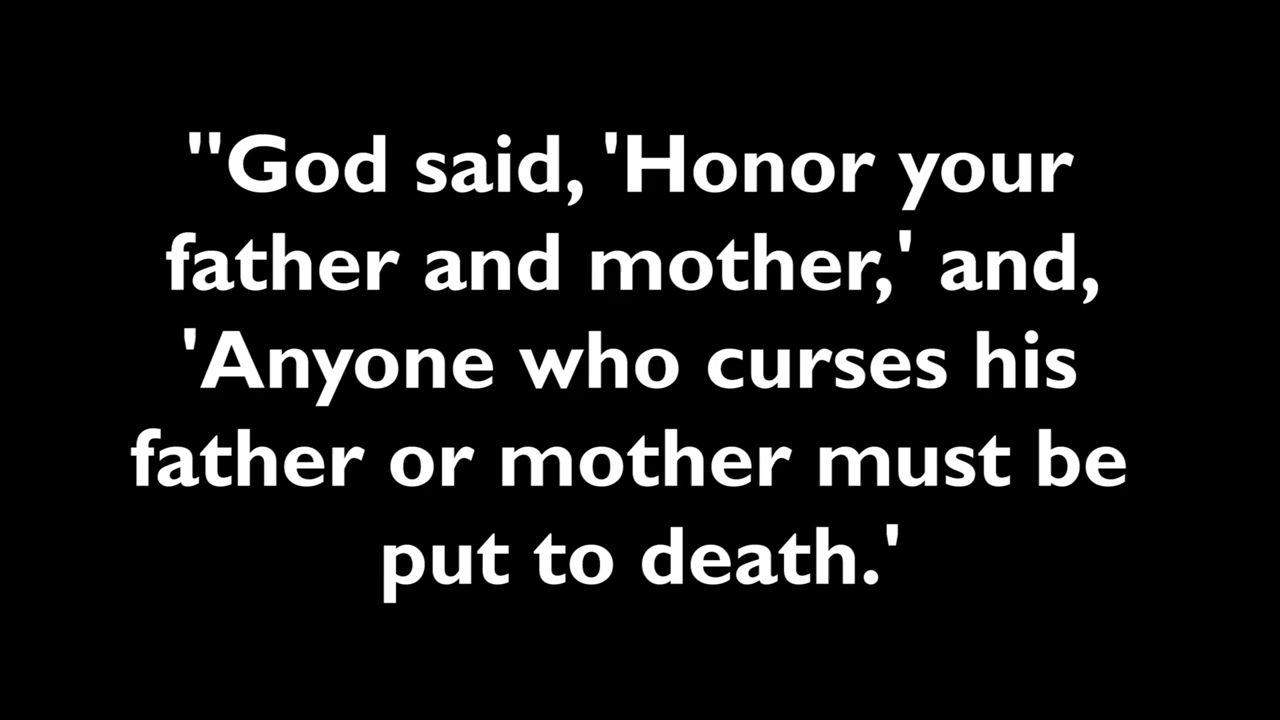 "God said, 'Honor your
father and mother,' and,
'Anyone who curses his
father or mother must be
put to death.'